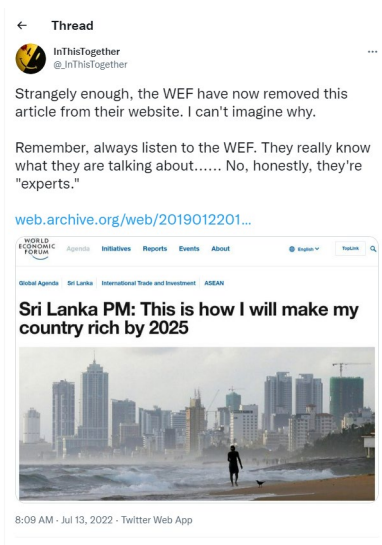 ← Thread
InThisTogether
@_InThisTogether
Strangely enough, the WEF have now removed this
article from their website. I can't imagine why.
Remember, always listen to the WEF. They really know
what they are talking about...... No, honestly, they're
"experts."
web.archive.org/web/2019012201...
WORLD
ECONOMIC
FORUM
Agenda Initiatives Reports Events About English TopLink
Global Agenda Sri Lanka International Trade and Investment ASEAN
Sri Lanka PM: This is how I will make my
country rich by 2025
8:09 AM · Jul 13, 2022 · Twitter Web App